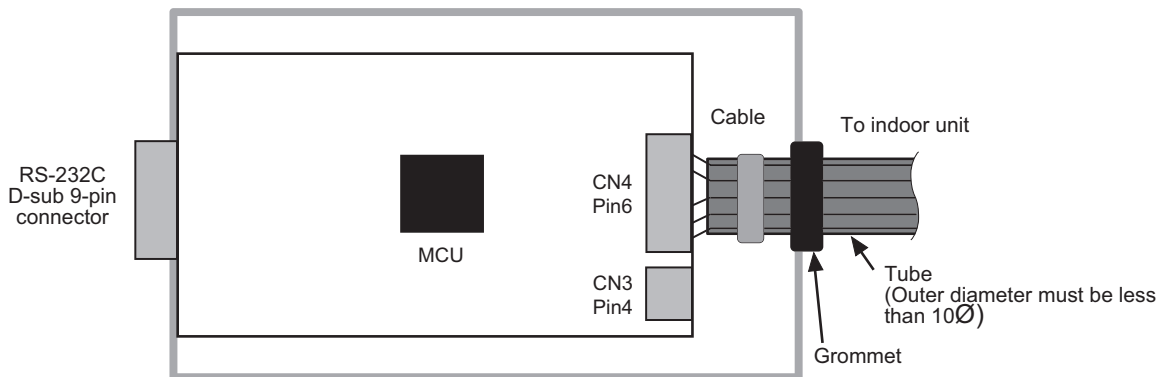 RS-232C
D-sub 9-pin
connector
MCU
CN4
Pin6
CN3
Pin4
Cable
To indoor unit
Tube
(Outer diameter must be less
than 10Ø)
Grommet